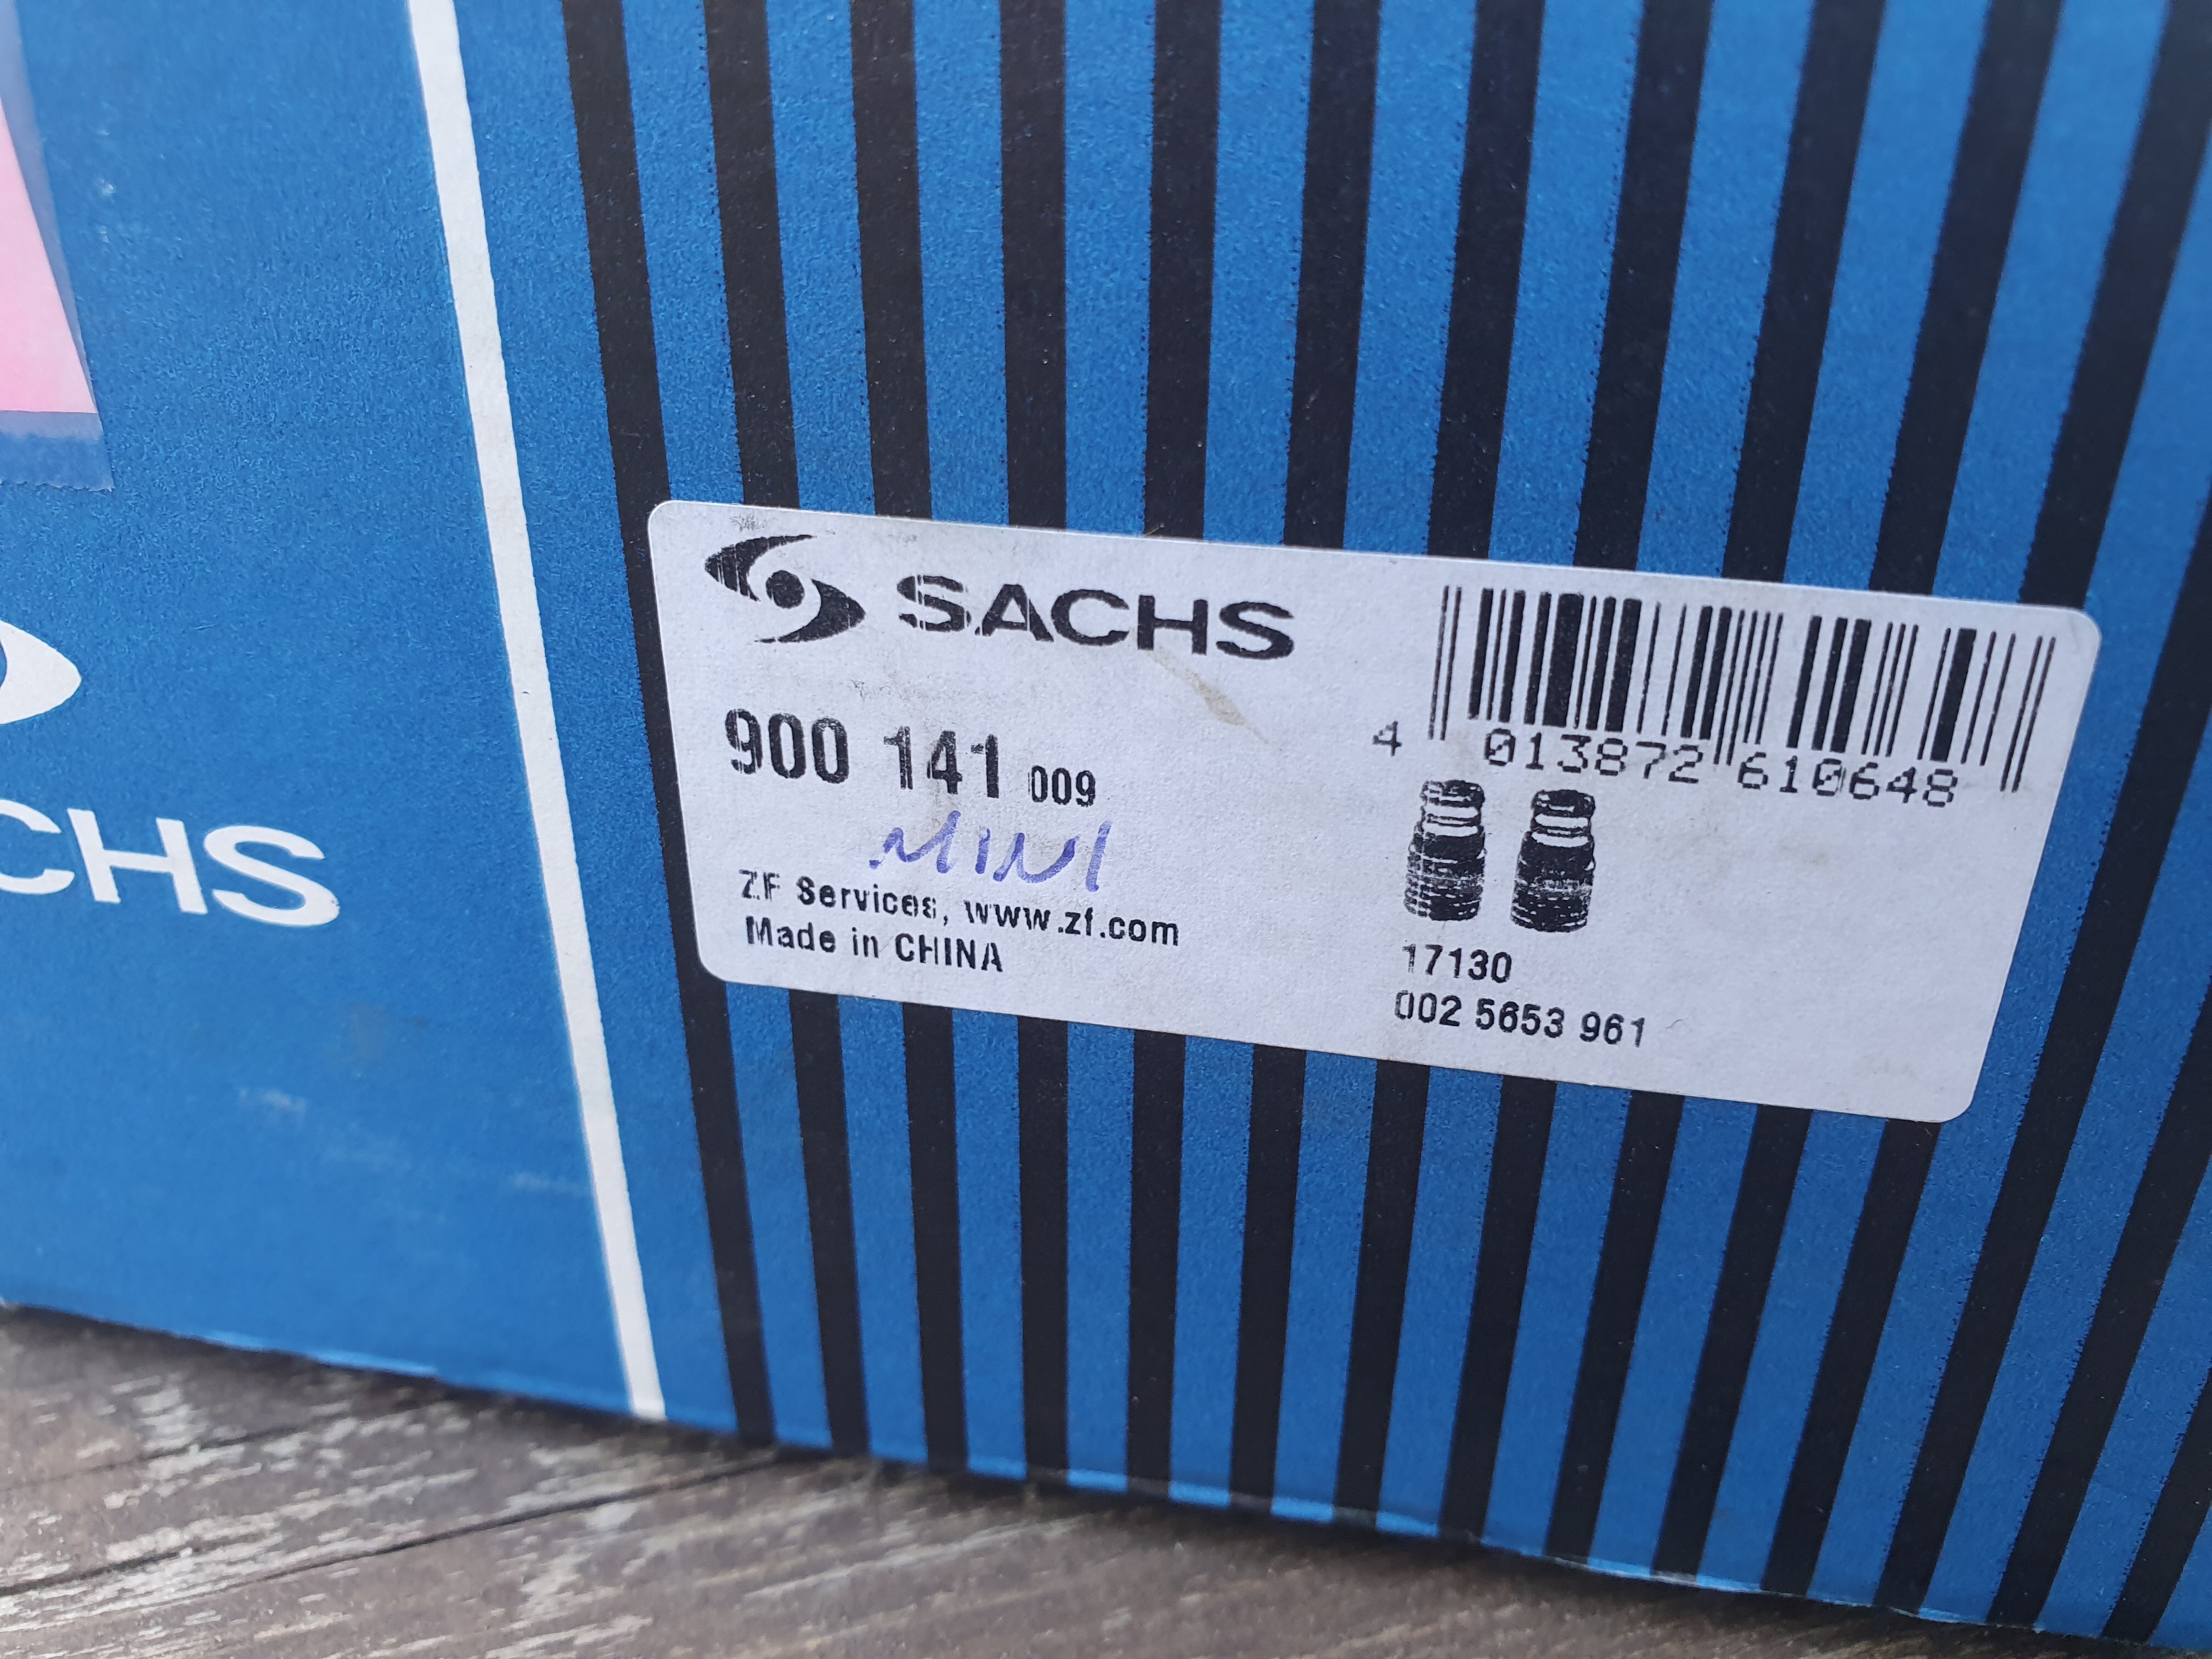 CHS
SACHS
900 141 009
MINI
ZF Services, www.zf.com
Made in CHINA
4 013872 610648
17130
002 5653 961